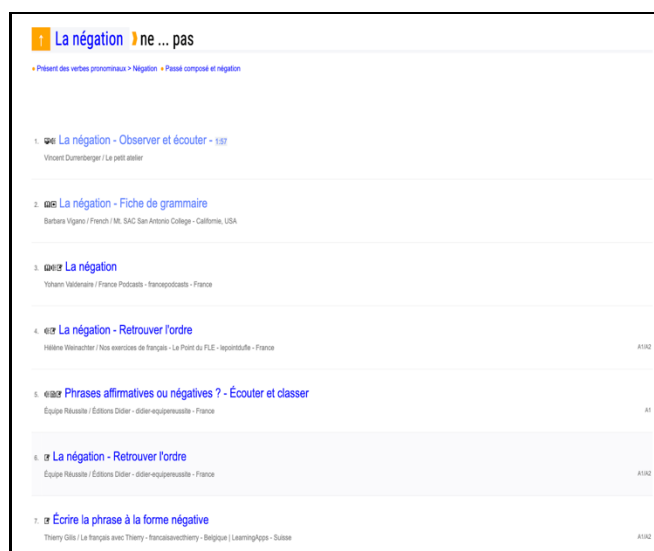 ↑ La négation ❱ ne ... pas
Présent des verbes pronominaux > Négation Passé composé et négation
1. La négation - Observer et écouter - 1:57
Vincent Durrenberger / Le petit atelier
2. La négation - Fiche de grammaire
Barbara Vigano / French / Mt. SAC San Antonio College - Californie, USA
3. La négation
Yohann Valdenaire / France Podcasts - francepodcasts - France
4. La négation - Retrouver l'ordre
Hélène Weinachter / Nos exercices de français - Le Point du FLE - lepointdufle - France A1/A2
5. Phrases affirmatives ou négatives ? - Écouter et classer
Équipe Réussite / Éditions Didier - didier-equipereussite - France A1
6. La négation - Retrouver l'ordre
Équipe Réussite / Éditions Didier - didier-equipereussite - France A1/A2
7. Écrire la phrase à la forme négative
Thierry Gilis / Le français avec Thierry - francaisavecthierry - Belgique | LearningApps - Suisse A1/A2